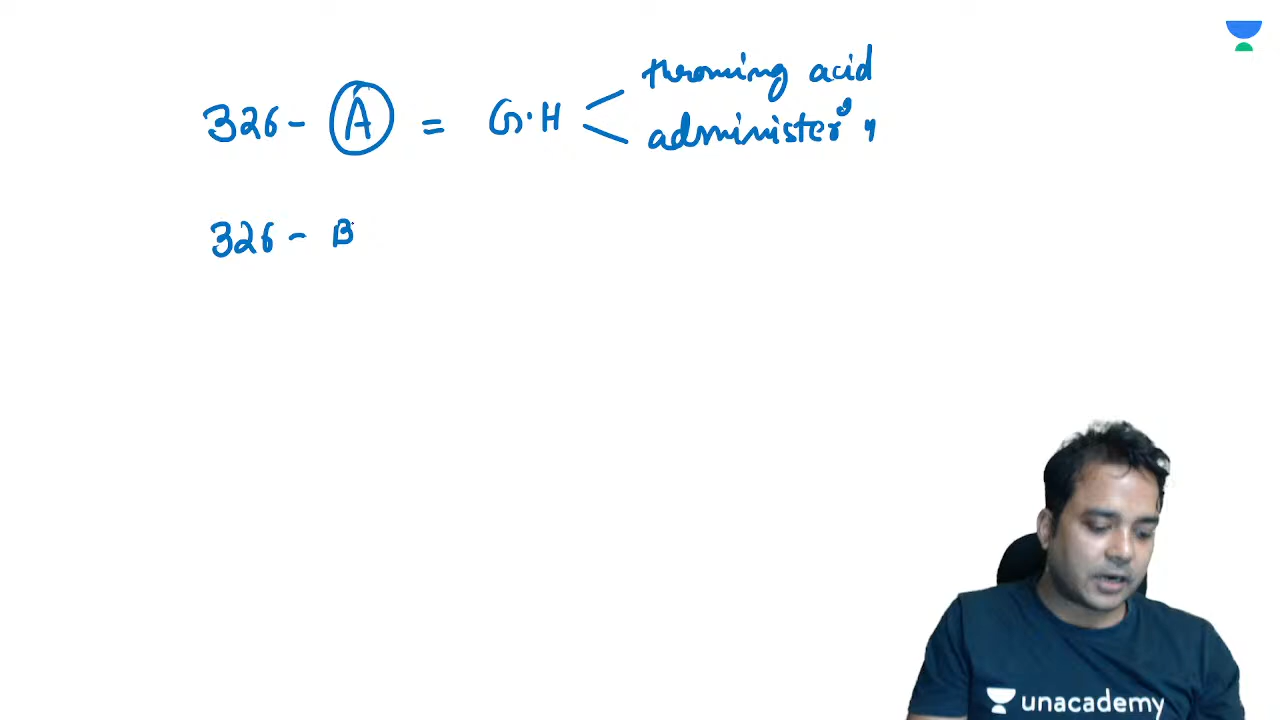 326 - A = G.H
throwing acid
administer"
326 - B
unacademy